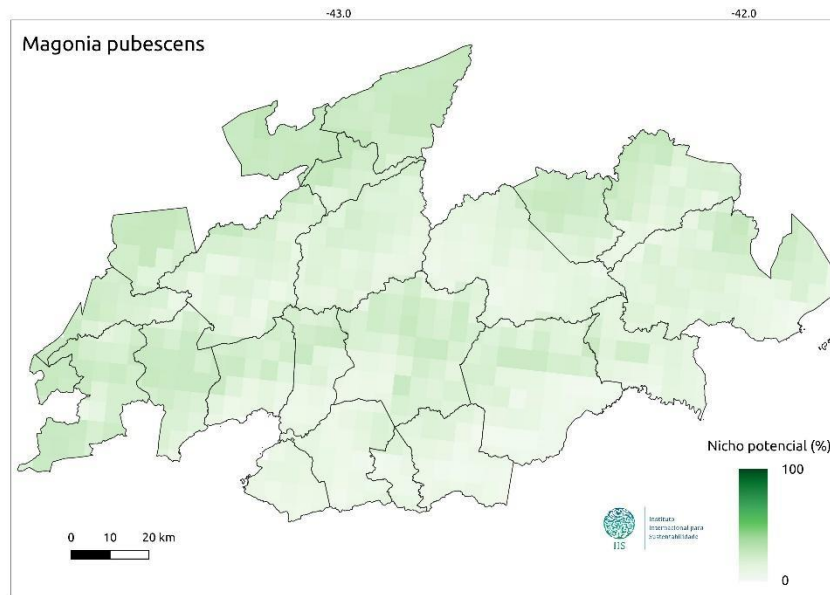 -43.0 -42.0
Magonia pubescens
Nicho potencial (%)
100
0
IIS
Instituto
Internacional para
Sustentabilidade
0 10 20 km